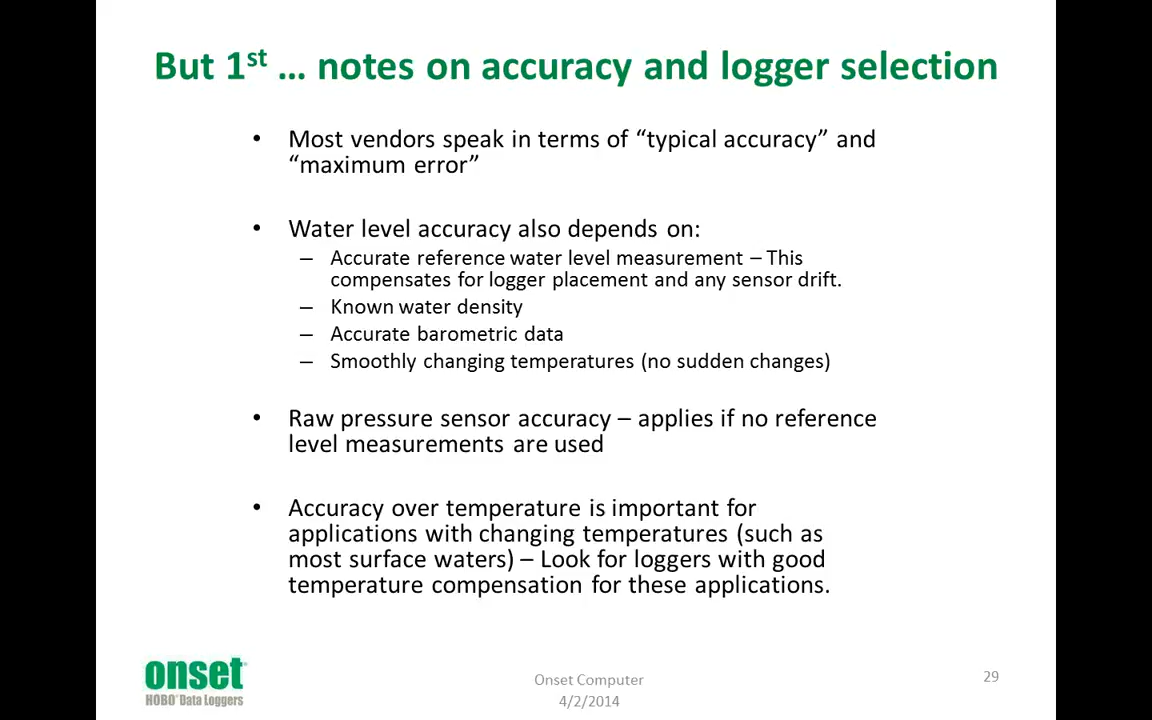 But 1st … notes on accuracy and logger selection
• Most vendors speak in terms of “typical accuracy” and
“maximum error”
• Water level accuracy also depends on:
– Accurate reference water level measurement – This
compensates for logger placement and any sensor drift.
– Known water density
– Accurate barometric data
– Smoothly changing temperatures (no sudden changes)
• Raw pressure sensor accuracy – applies if no reference
level measurements are used
• Accuracy over temperature is important for
applications with changing temperatures (such as
most surface waters) – Look for loggers with good
temperature compensation for these applications.
onset®
HOBO® Data Loggers
Onset Computer
4/2/2014
29